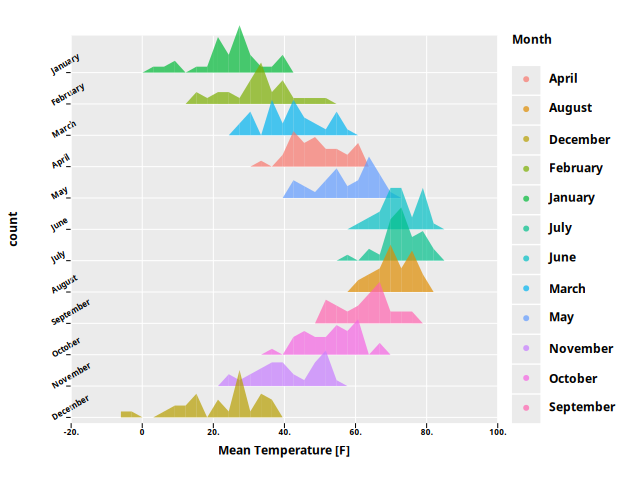 January
February
March
April
May
June
July
August
September
October
November
December
count
-20.
0
20.
40.
60.
80.
100.
Mean Temperature [F]
Month
April
August
December
February
January
July
June
March
May
November
October
September